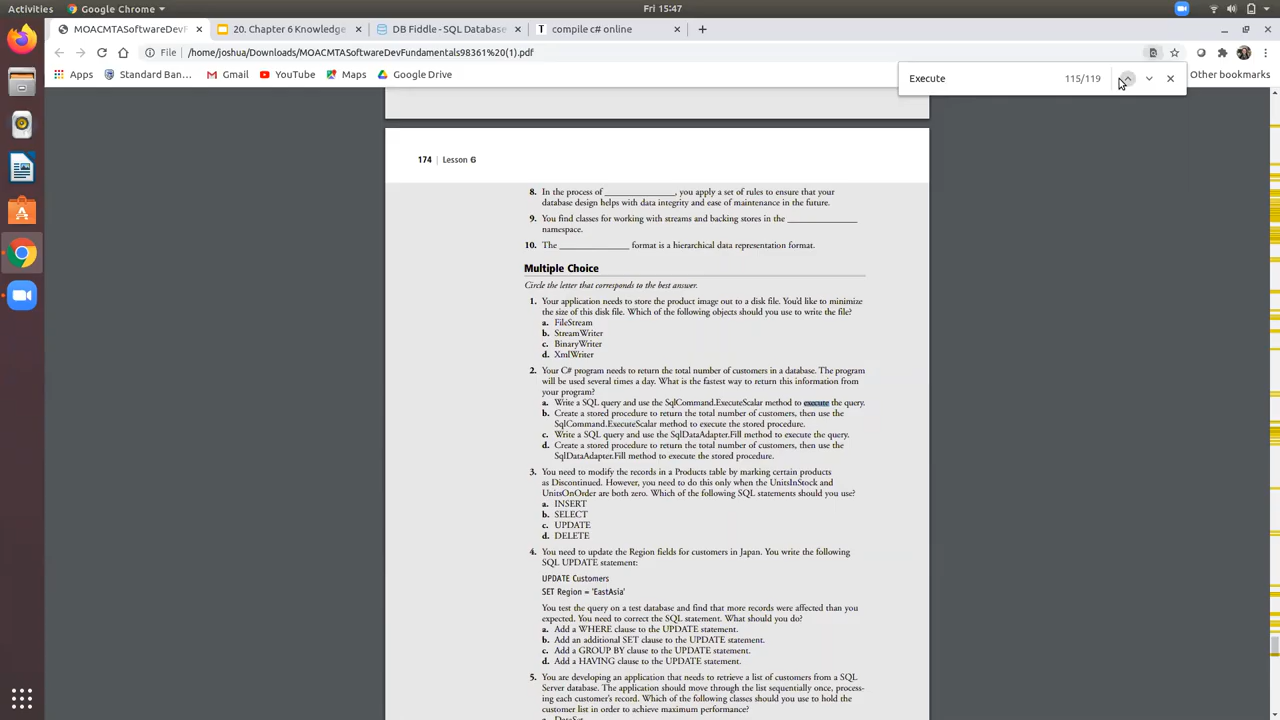 Activities Google Chrome Fri 15:47
MOACMTASoftwareDevF 20. Chapter 6 Knowledge DB Fiddle - SQL Database compile c# online
File /home/joshua/Downloads/MOACMTASoftwareDevFundamentals98361%20(1).pdf
Apps Standard Ban... Gmail YouTube Maps Google Drive Other bookmarks
Execute 115/119
174 | Lesson 6
8. In the process of _______________, you apply a set of rules to ensure that your
database design helps with data integrity and ease of maintenance in the future.
9. You find classes for working with streams and backing stores in the _______________
namespace.
10. The _______________ format is a hierarchical data representation format.
Multiple Choice
Circle the letter that corresponds to the best answer.
1. Your application needs to store the product image out to a disk file. You'd like to minimize
the size of this disk file. Which of the following objects should you use to write the file?
a. FileStream
b. StreamWriter
c. BinaryWriter
d. XmlWriter
2. Your C# program needs to return the total number of customers in a database. The program
will be used several times a day. What is the fastest way to return this information from
your program?
a. Write a SQL query and use the SqlCommand.ExecuteScalar method to execute the query.
b. Create a stored procedure to return the total number of customers, then use the
SqlCommand.ExecuteScalar method to execute the stored procedure.
c. Write a SQL query and use the SqlDataAdapter.Fill method to execute the query.
d. Create a stored procedure to return the total number of customers, then use the
SqlDataAdapter.Fill method to execute the stored procedure.
3. You need to modify the records in a Products table by marking certain products
as Discontinued. However, you need to do this only when the UnitsInStock and
UnitsOnOrder are both zero. Which of the following SQL statements should you use?
a. INSERT
b. SELECT
c. UPDATE
d. DELETE
4. You need to update the Region fields for customers in Japan. You write the following
SQL UPDATE statement:
UPDATE Customers
SET Region = 'EastAsia'
You test the query on a test database and find that more records were affected than you
expected. You need to correct the SQL statement. What should you do?
a. Add a WHERE clause to the UPDATE statement.
b. Add an additional SET clause to the UPDATE statement.
c. Add a GROUP BY clause to the UPDATE statement.
d. Add a HAVING clause to the UPDATE statement.
5. You are developing an application that needs to retrieve a list of customers from a SQL
Server database. The application should move through the list sequentially once, process-
ing each customer's record. Which of the following classes should you use to hold the
customer list in order to achieve maximum performance?
a. DataSet